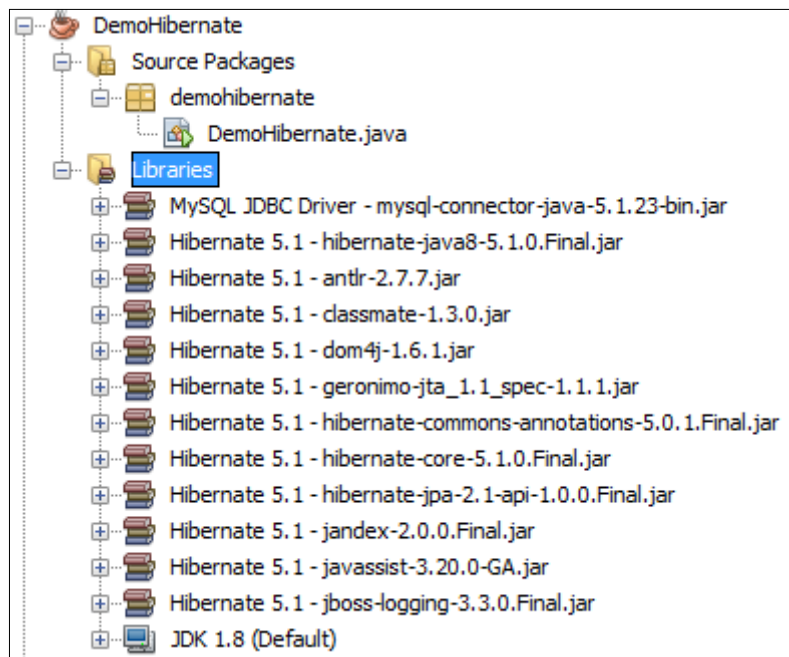 DemoHibernate
Source Packages
demohibernate
DemoHibernate.java
Libraries
MySQL JDBC Driver - mysql-connector-java-5.1.23-bin.jar
Hibernate 5.1 - hibernate-java8-5.1.0.Final.jar
Hibernate 5.1 - antlr-2.7.7.jar
Hibernate 5.1 - classmate-1.3.0.jar
Hibernate 5.1 - dom4j-1.6.1.jar
Hibernate 5.1 - geronimo-jta_1.1_spec-1.1.1.jar
Hibernate 5.1 - hibernate-commons-annotations-5.0.1.Final.jar
Hibernate 5.1 - hibernate-core-5.1.0.Final.jar
Hibernate 5.1 - hibernate-jpa-2.1-api-1.0.0.Final.jar
Hibernate 5.1 - jandex-2.0.0.Final.jar
Hibernate 5.1 - javassist-3.20.0-GA.jar
Hibernate 5.1 - jboss-logging-3.3.0.Final.jar
JDK 1.8 (Default)